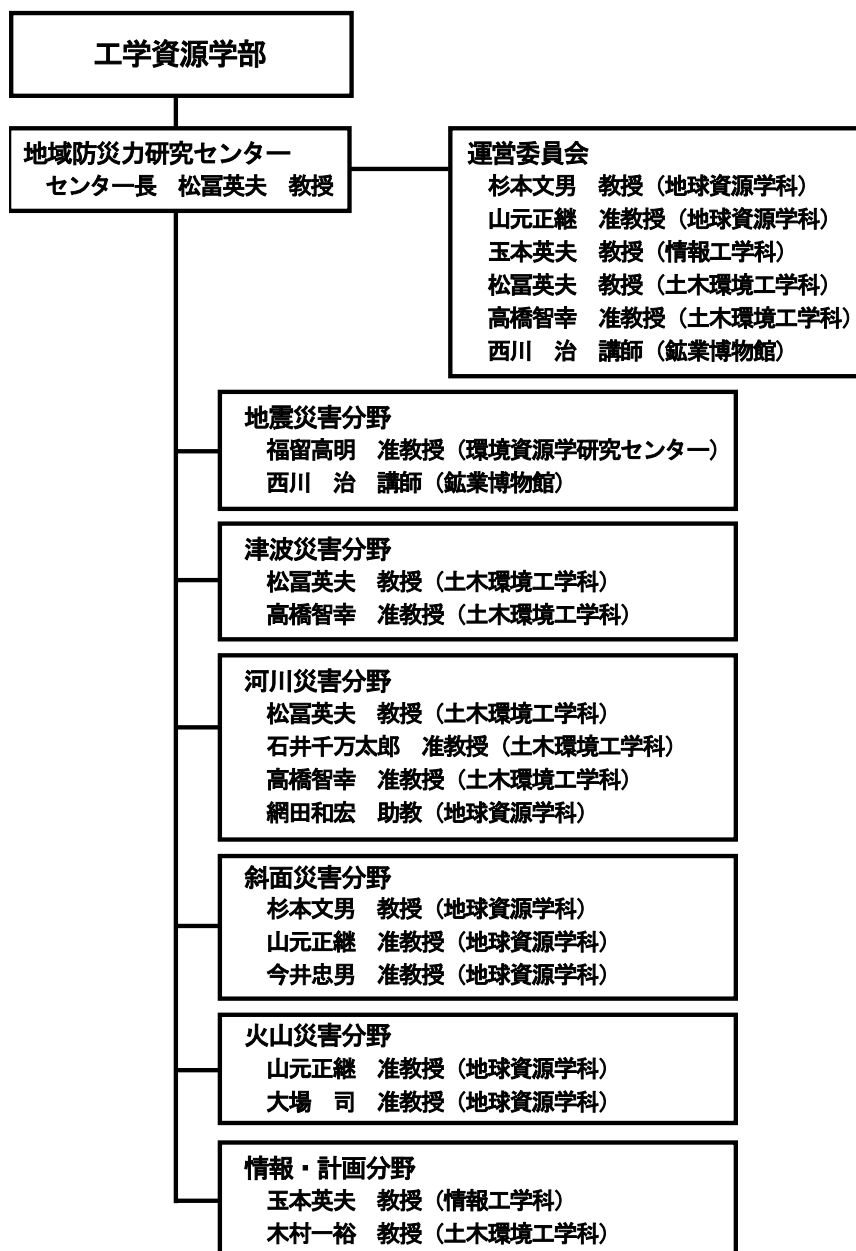 工学資源学部
地域防災力研究センター
センター長　松冨英夫　教授
運営委員会
杉本文男　教授（地球資源学科）
山元正継　准教授（地球資源学科）
玉本英夫　教授（情報工学科）
松冨英夫　教授（土木環境工学科）
高橋智幸　准教授（土木環境工学科）
西川　治　講師（鉱業博物館）
地震災害分野
福留高明　准教授（環境資源学研究センター）
西川　治　講師（鉱業博物館）
津波災害分野
松冨英夫　教授（土木環境工学科）
高橋智幸　准教授（土木環境工学科）
河川災害分野
松冨英夫　教授（土木環境工学科）
石井千万太郎　准教授（土木環境工学科）
高橋智幸　准教授（土木環境工学科）
網田和宏　助教（地球資源学科）
斜面災害分野
杉本文男　教授（地球資源学科）
山元正継　准教授（地球資源学科）
今井忠男　准教授（地球資源学科）
火山災害分野
山元正継　准教授（地球資源学科）
大場　司　准教授（地球資源学科）
情報・計画分野
玉本英夫　教授（情報工学科）
木村一裕　教授（土木環境工学科）